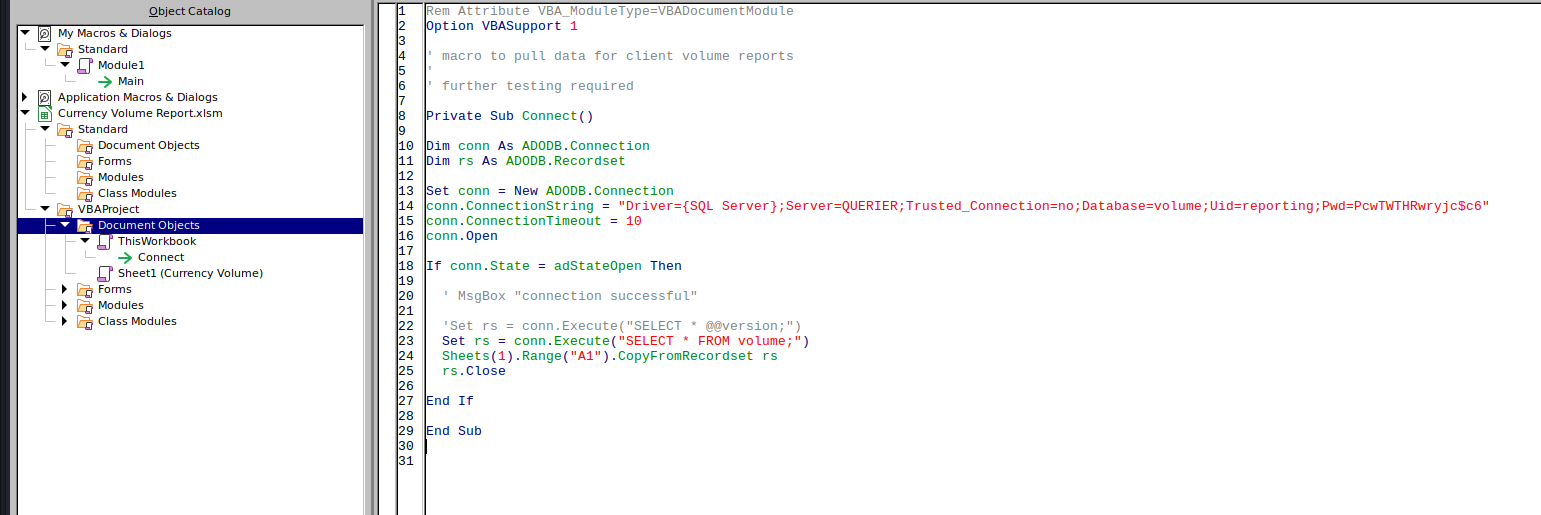 Object Catalog
My Macros & Dialogs
Standard
Module1
Main
Application Macros & Dialogs
Currency Volume Report.xlsm
Standard
Document Objects
Forms
Modules
Class Modules
VBAProject
Document Objects
ThisWorkbook
Connect
Sheet1 (Currency Volume)
Forms
Modules
Class Modules
1 Rem Attribute VBA_ModuleType=VBADocumentModule
2 Option VBASupport 1
3
4 ' macro to pull data for client volume reports
5 '
6 ' further testing required
7
8 Private Sub Connect()
9
10 Dim conn As ADODB.Connection
11 Dim rs As ADODB.Recordset
12
13 Set conn = New ADODB.Connection
14 conn.ConnectionString = "Driver={SQL Server};Server=QUERIER;Trusted_Connection=no;Database=volume;Uid=reporting;Pwd=PcwTWTHRwryjc$c6"
15 conn.ConnectionTimeout = 10
16 conn.Open
17
18 If conn.State = adStateOpen Then
19
20 ' MsgBox "connection successful"
21
22 'Set rs = conn.Execute("SELECT * @@version;")
23 Set rs = conn.Execute("SELECT * FROM volume;")
24 Sheets(1).Range("A1").CopyFromRecordset rs
25 rs.Close
26
27 End If
28
29 End Sub
30
31